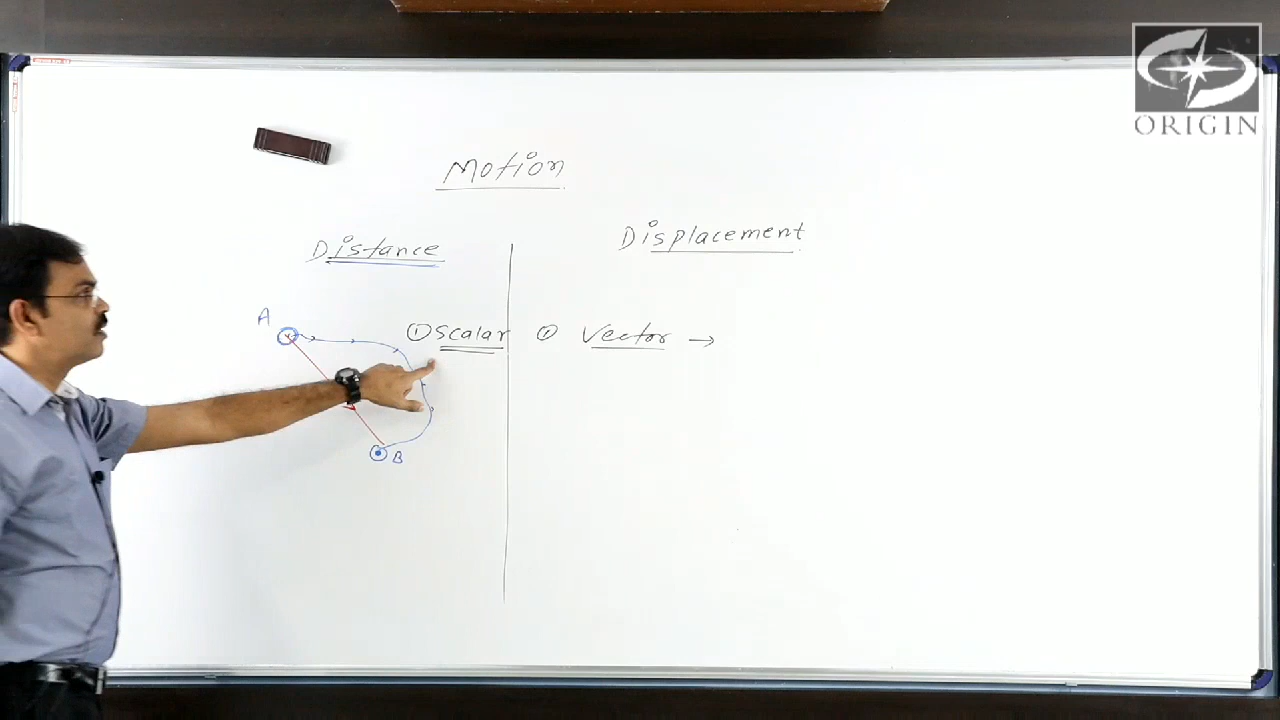 ORIGIN
Motion
Distance
Displacement
A
① Scalar
① Vector →
B